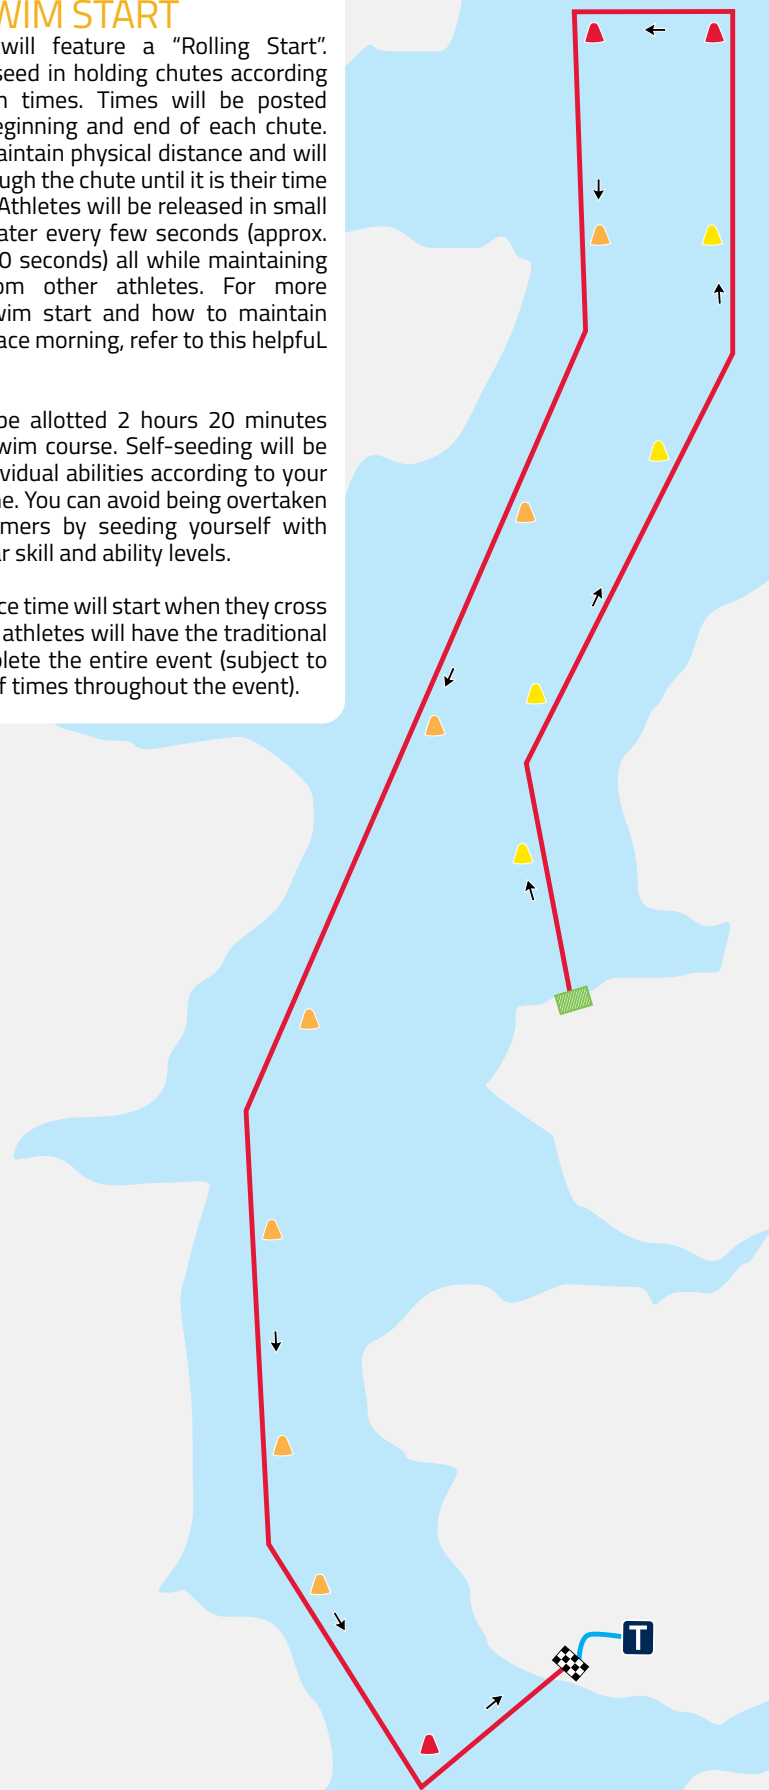 WIM START
will feature a “Rolling Start”.
seed in holding chutes according
times. Times will be posted
eginning and end of each chute.
aintain physical distance and will
ugh the chute until it is their time
Athletes will be released in small
ater every few seconds (approx.
0 seconds) all while maintaining
om other athletes. For more
wim start and how to maintain
ace morning, refer to this helpfuL
be allotted 2 hours 20 minutes
wim course. Self-seeding will be
vidual abilities according to your
e. You can avoid being overtaken
mers by seeding yourself with
r skill and ability levels.
ce time will start when they cross
athletes will have the traditional
plete the entire event (subject to
f times throughout the event).
T